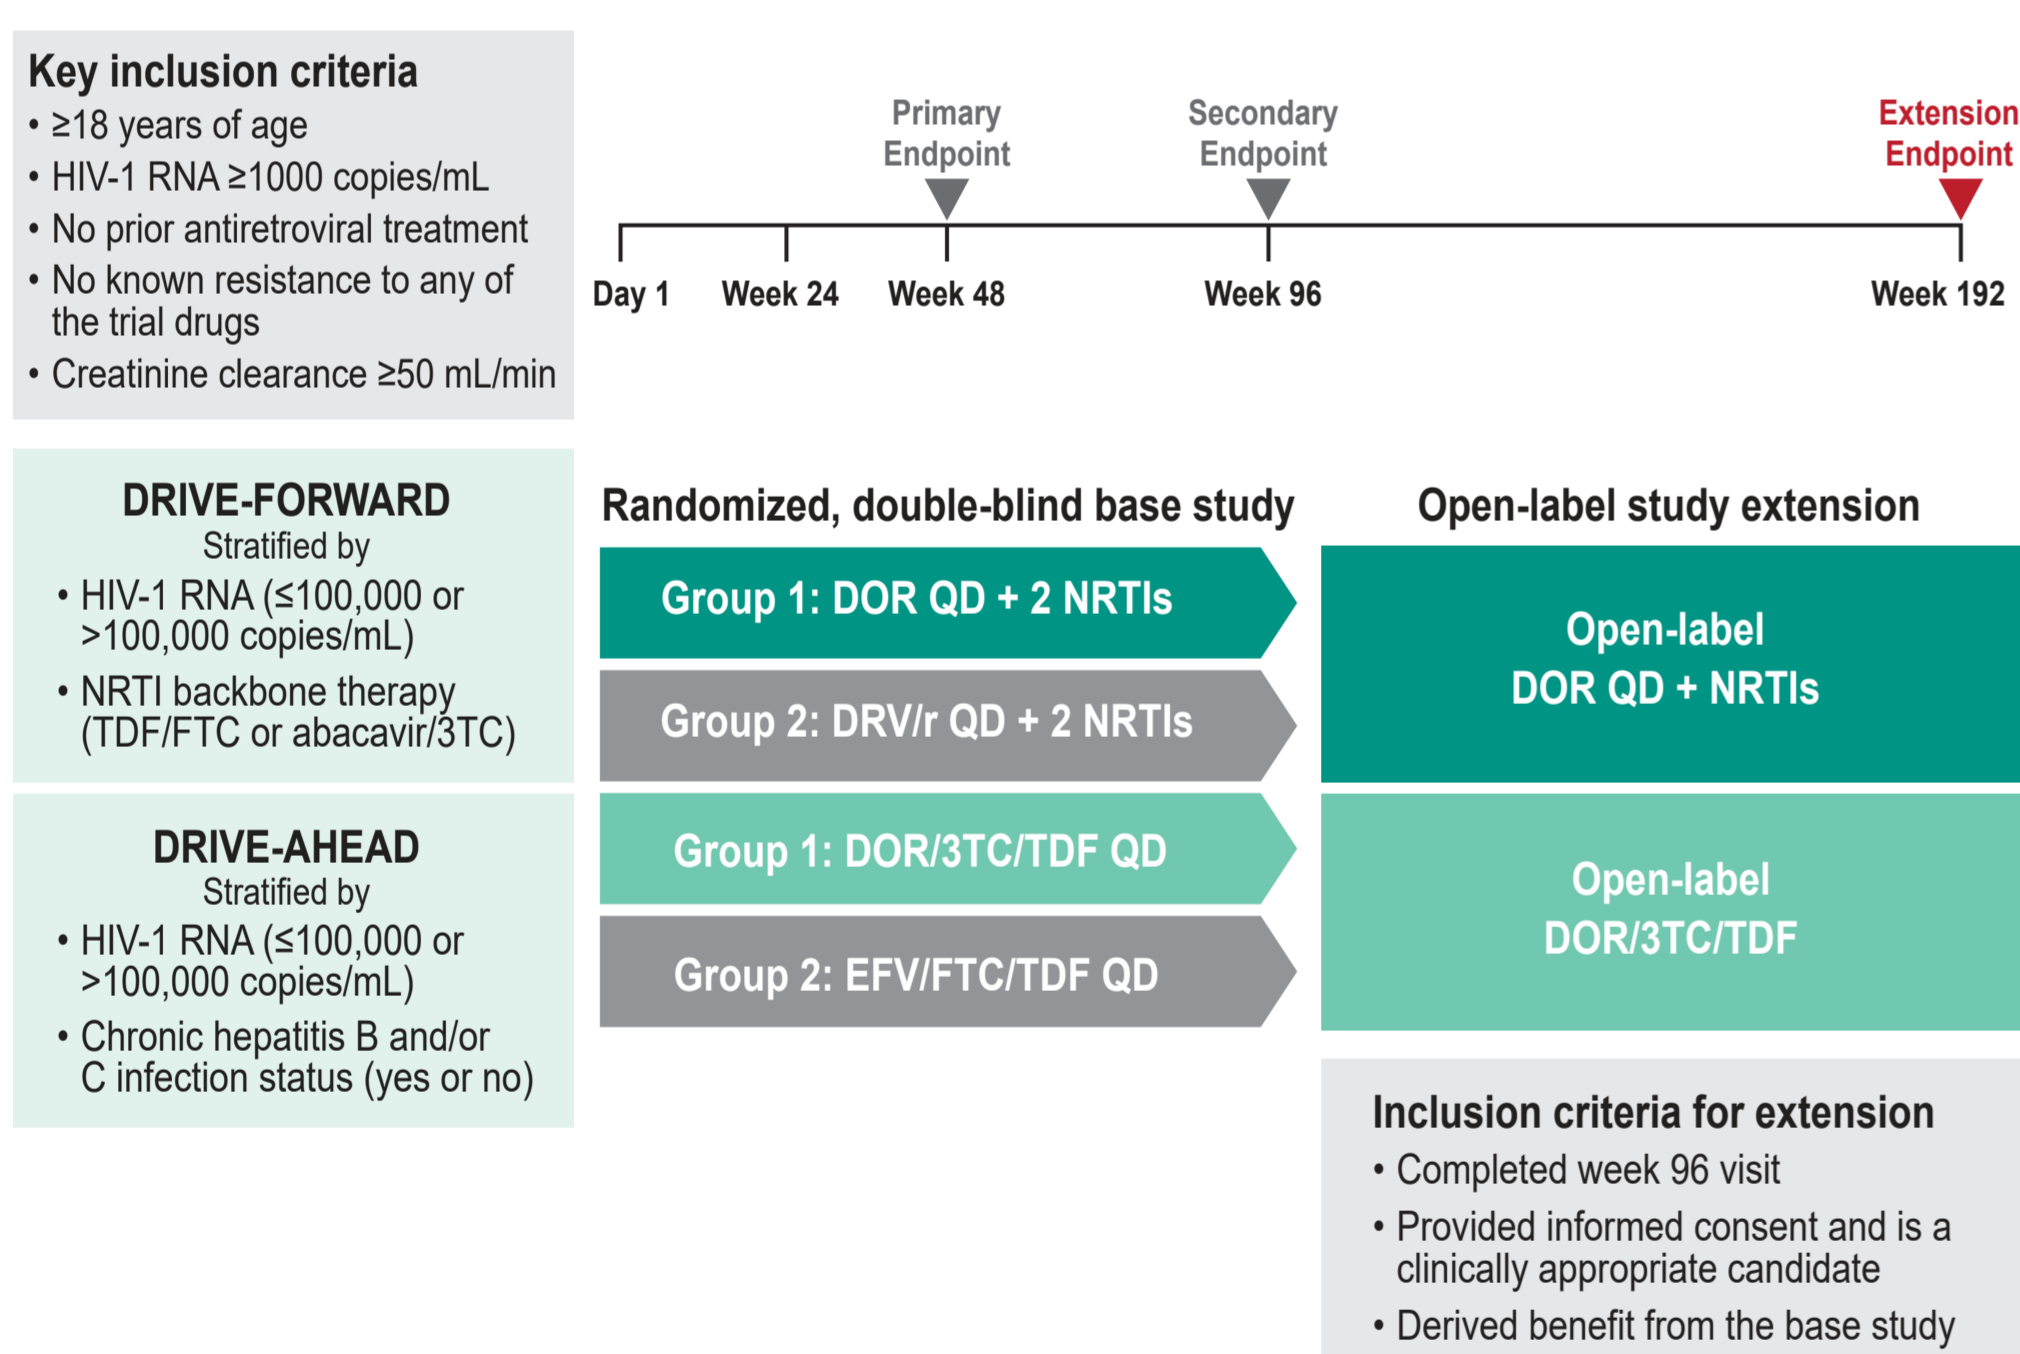 Key inclusion criteria
• ≥18 years of age
• HIV-1 RNA ≥1000 copies/mL
• No prior antiretroviral treatment
• No known resistance to any of
the trial drugs
• Creatinine clearance ≥50 mL/min
Primary
Endpoint
Secondary
Endpoint
Extension
Endpoint
Day 1
Week 24
Week 48
Week 96
Week 192
DRIVE-FORWARD
Stratified by
• HIV-1 RNA (≤100,000 or
>100,000 copies/mL)
• NRTI backbone therapy
(TDF/FTC or abacavir/3TC)
DRIVE-AHEAD
Stratified by
• HIV-1 RNA (≤100,000 or
>100,000 copies/mL)
• Chronic hepatitis B and/or
C infection status (yes or no)
Randomized, double-blind base study
Group 1: DOR QD + 2 NRTIs
Group 2: DRV/r QD + 2 NRTIs
Group 1: DOR/3TC/TDF QD
Group 2: EFV/FTC/TDF QD
Open-label study extension
Open-label
DOR QD + NRTIs
Open-label
DOR/3TC/TDF
Inclusion criteria for extension
• Completed week 96 visit
• Provided informed consent and is a
clinically appropriate candidate
• Derived benefit from the base study